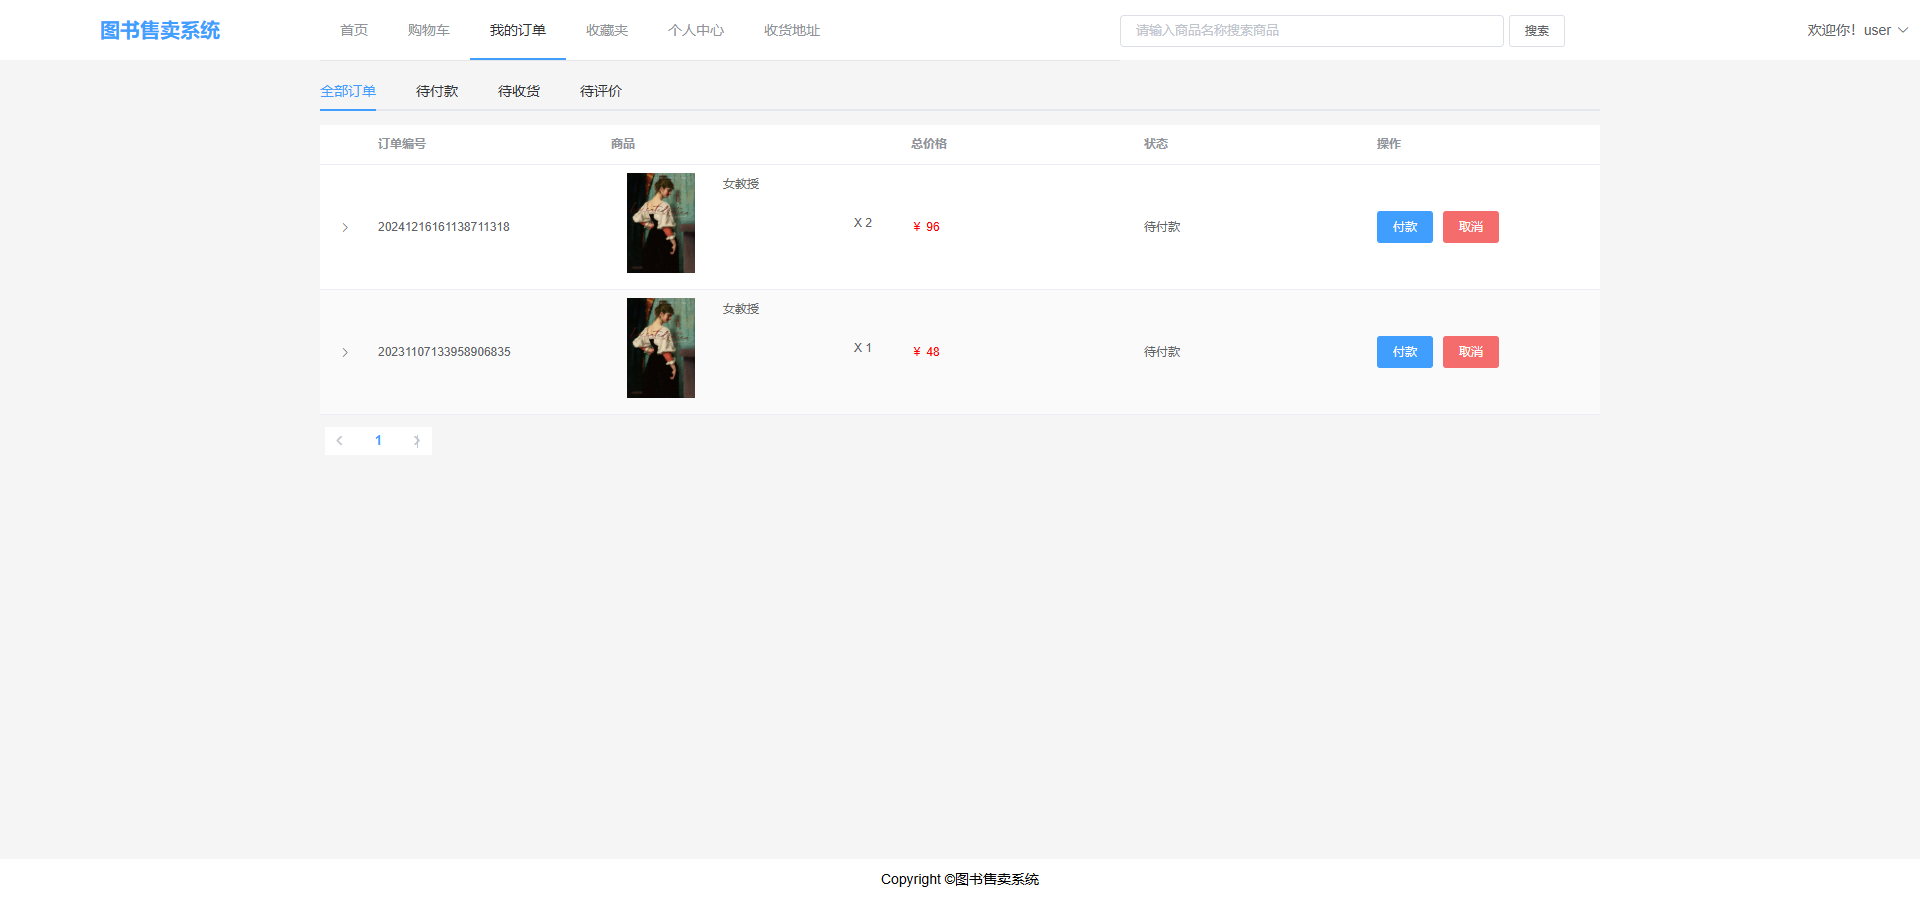 图书售卖系统 首页 购物车 我的订单 收藏夹 个人中心 收货地址 请输入商品名称搜索商品 搜索 欢迎你！user
全部订单 待付款 待收货 待评价
订单编号 商品 总价格 状态 操作
女教授
20241216161138711318 X 2 ¥ 96 待付款 付款 取消
女教授
20231107133958906835 X 1 ¥ 48 待付款 付款 取消
1
Copyright ©图书售卖系统